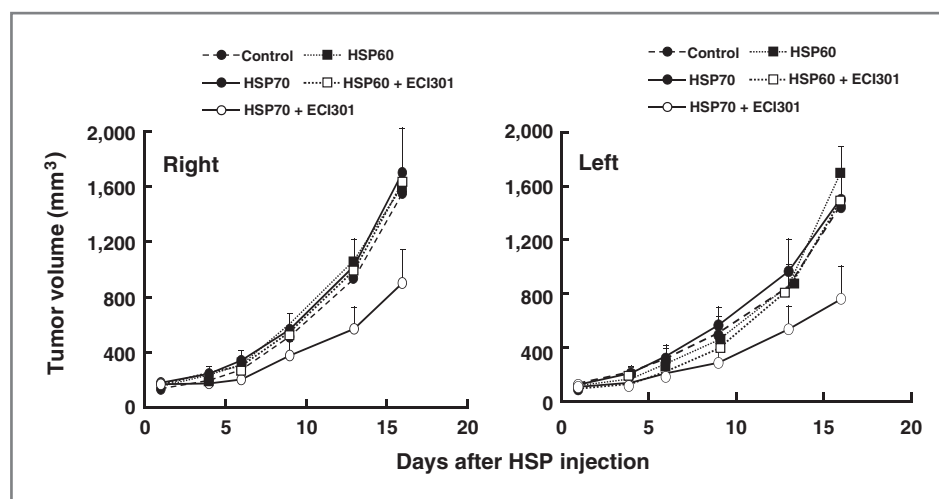 Control HSP60
HSP70 HSP60 + ECI301
HSP70 + ECI301
Control HSP60
HSP70 HSP60 + ECI301
HSP70 + ECI301
Tumor volume (mm³)
Right
2,000
1,600
1,200
800
400
0
0 5 10 15 20
Left
2,000
1,600
1,200
800
400
0
0 5 10 15 20
Days after HSP injection